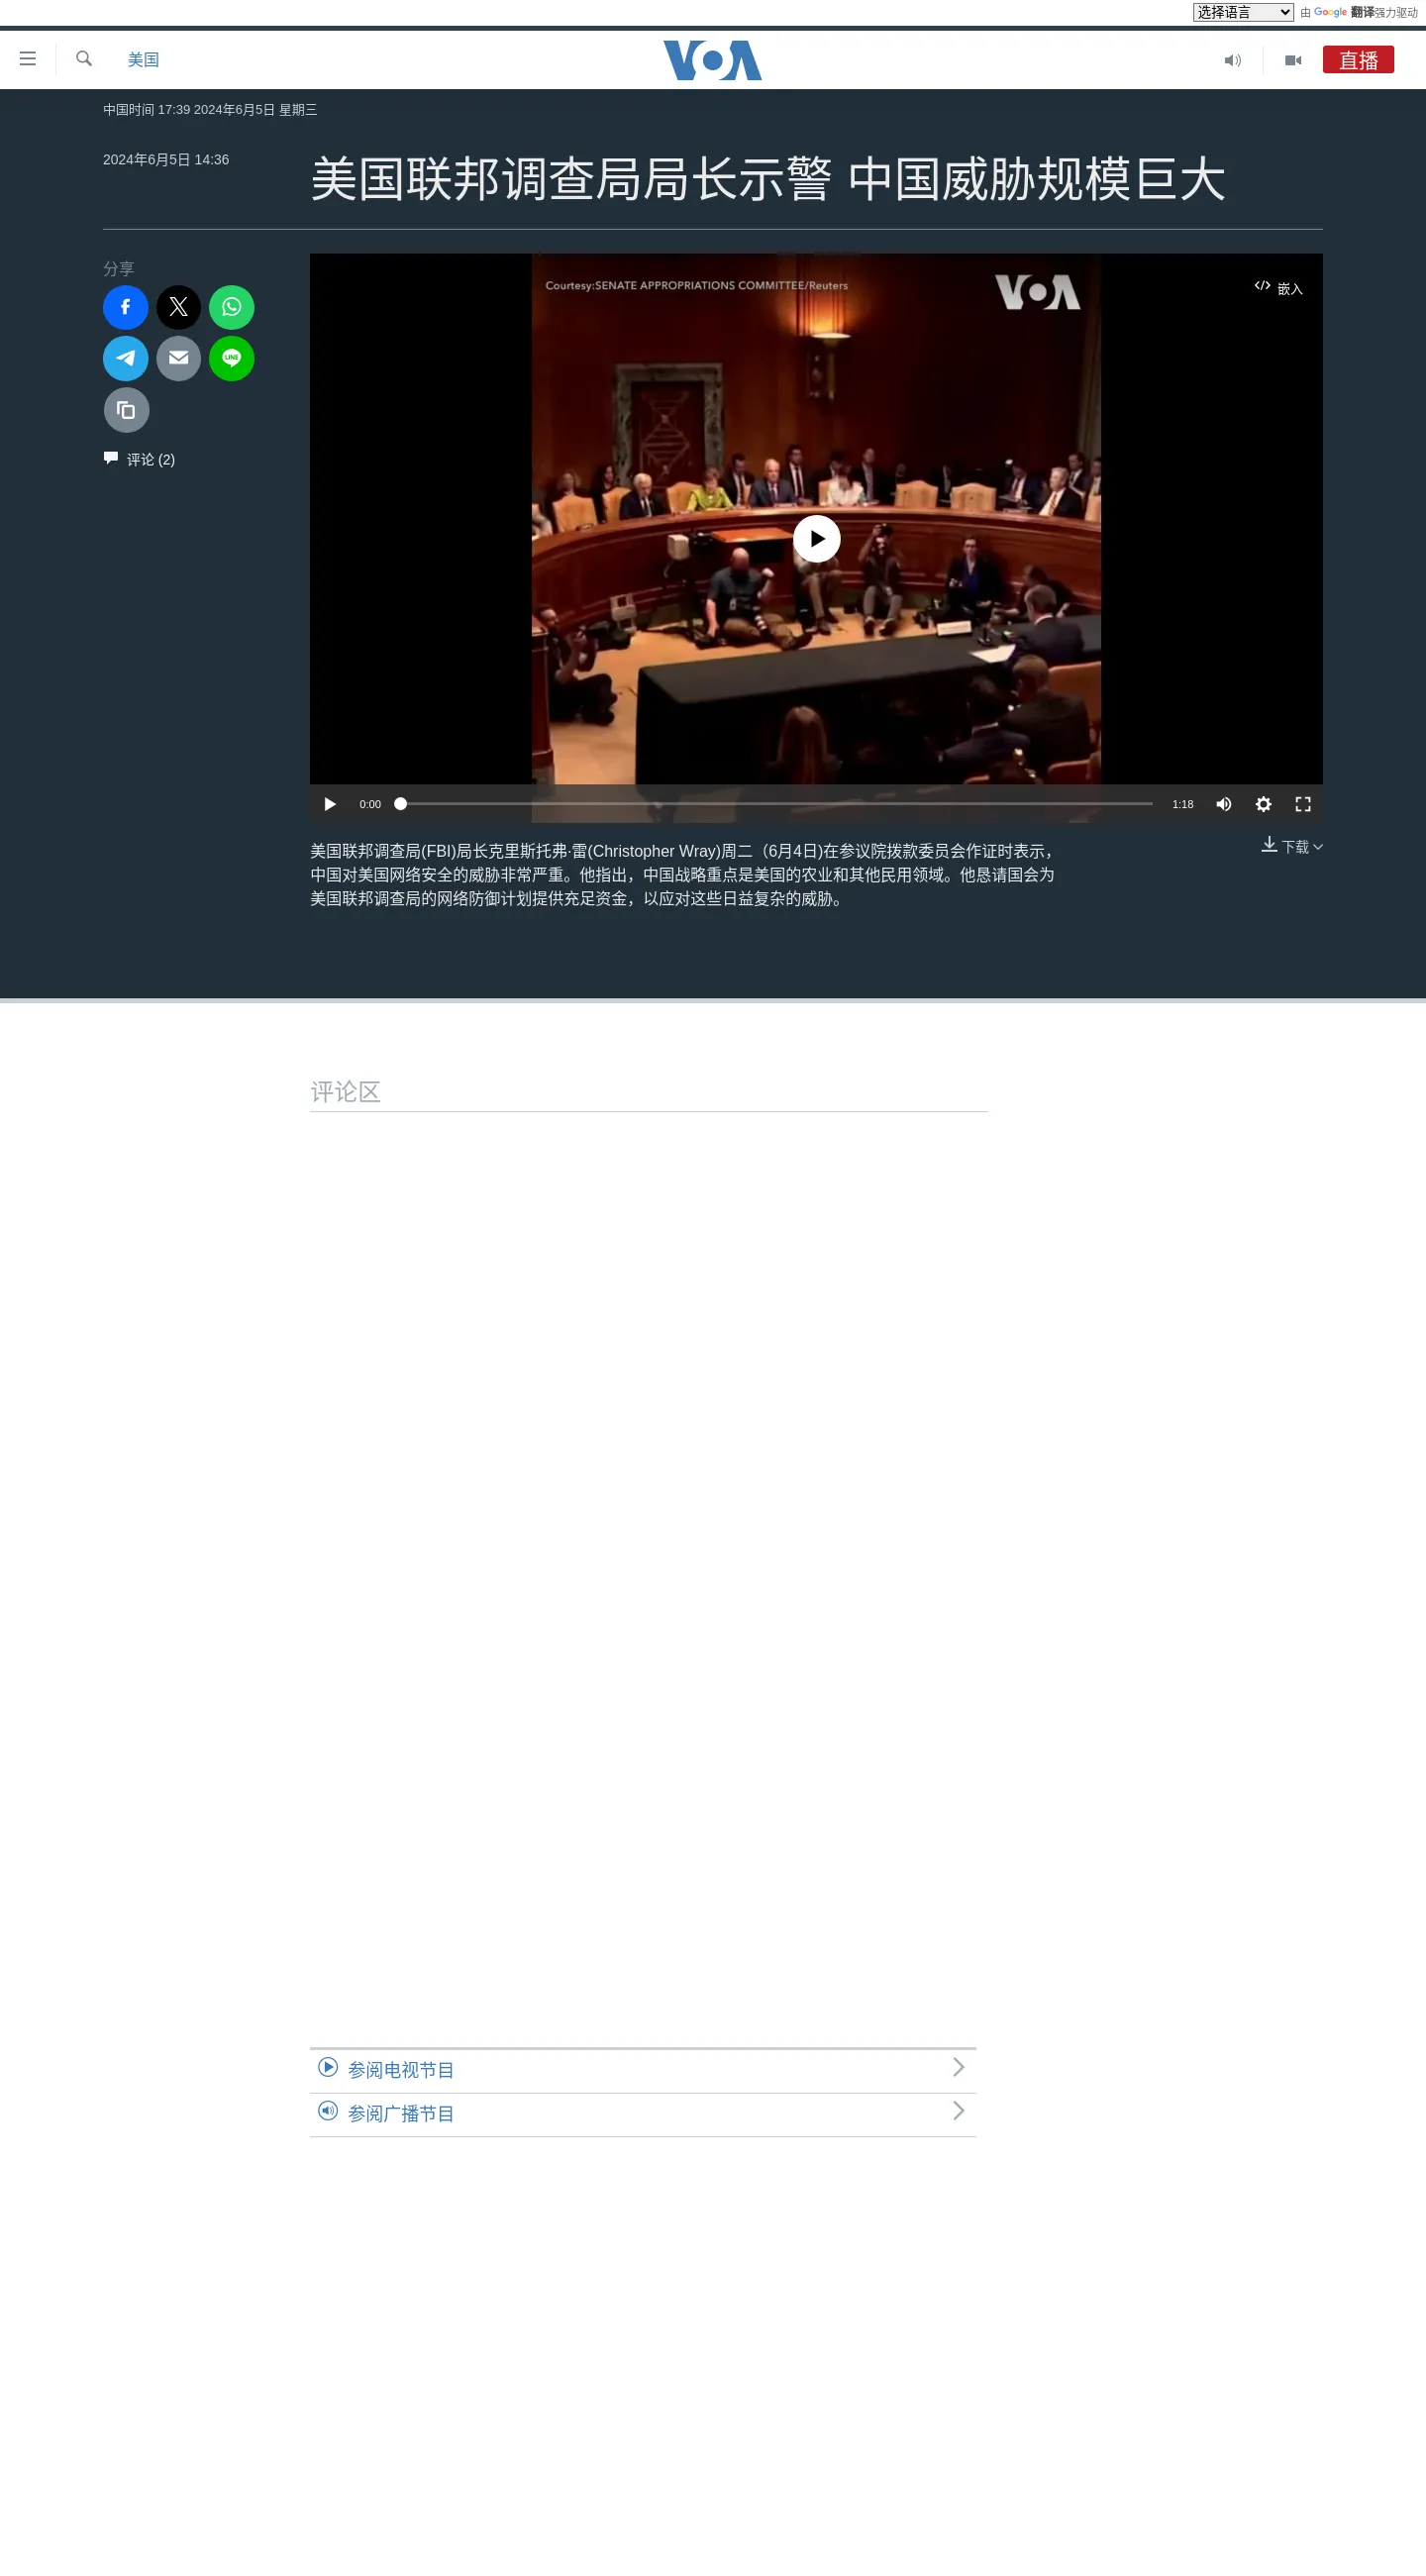 选择语言 由 Google 翻译强力驱动
美国 VOA 直播
中国时间 17:39 2024年6月5日 星期三
2024年6月5日 14:36
美国联邦调查局局长示警 中国威胁规模巨大
分享
Courtesy:SENATE APPROPRIATIONS COMMITTEE/Reuters VOA 嵌入
LINE
评论 (2)
0:00 1:18
美国联邦调查局(FBI)局长克里斯托弗·雷(Christopher Wray)周二（6月4日)在参议院拨款委员会作证时表示，
中国对美国网络安全的威胁非常严重。他指出，中国战略重点是美国的农业和其他民用领域。他恳请国会为
美国联邦调查局的网络防御计划提供充足资金，以应对这些日益复杂的威胁。
下载
评论区
参阅电视节目
参阅广播节目